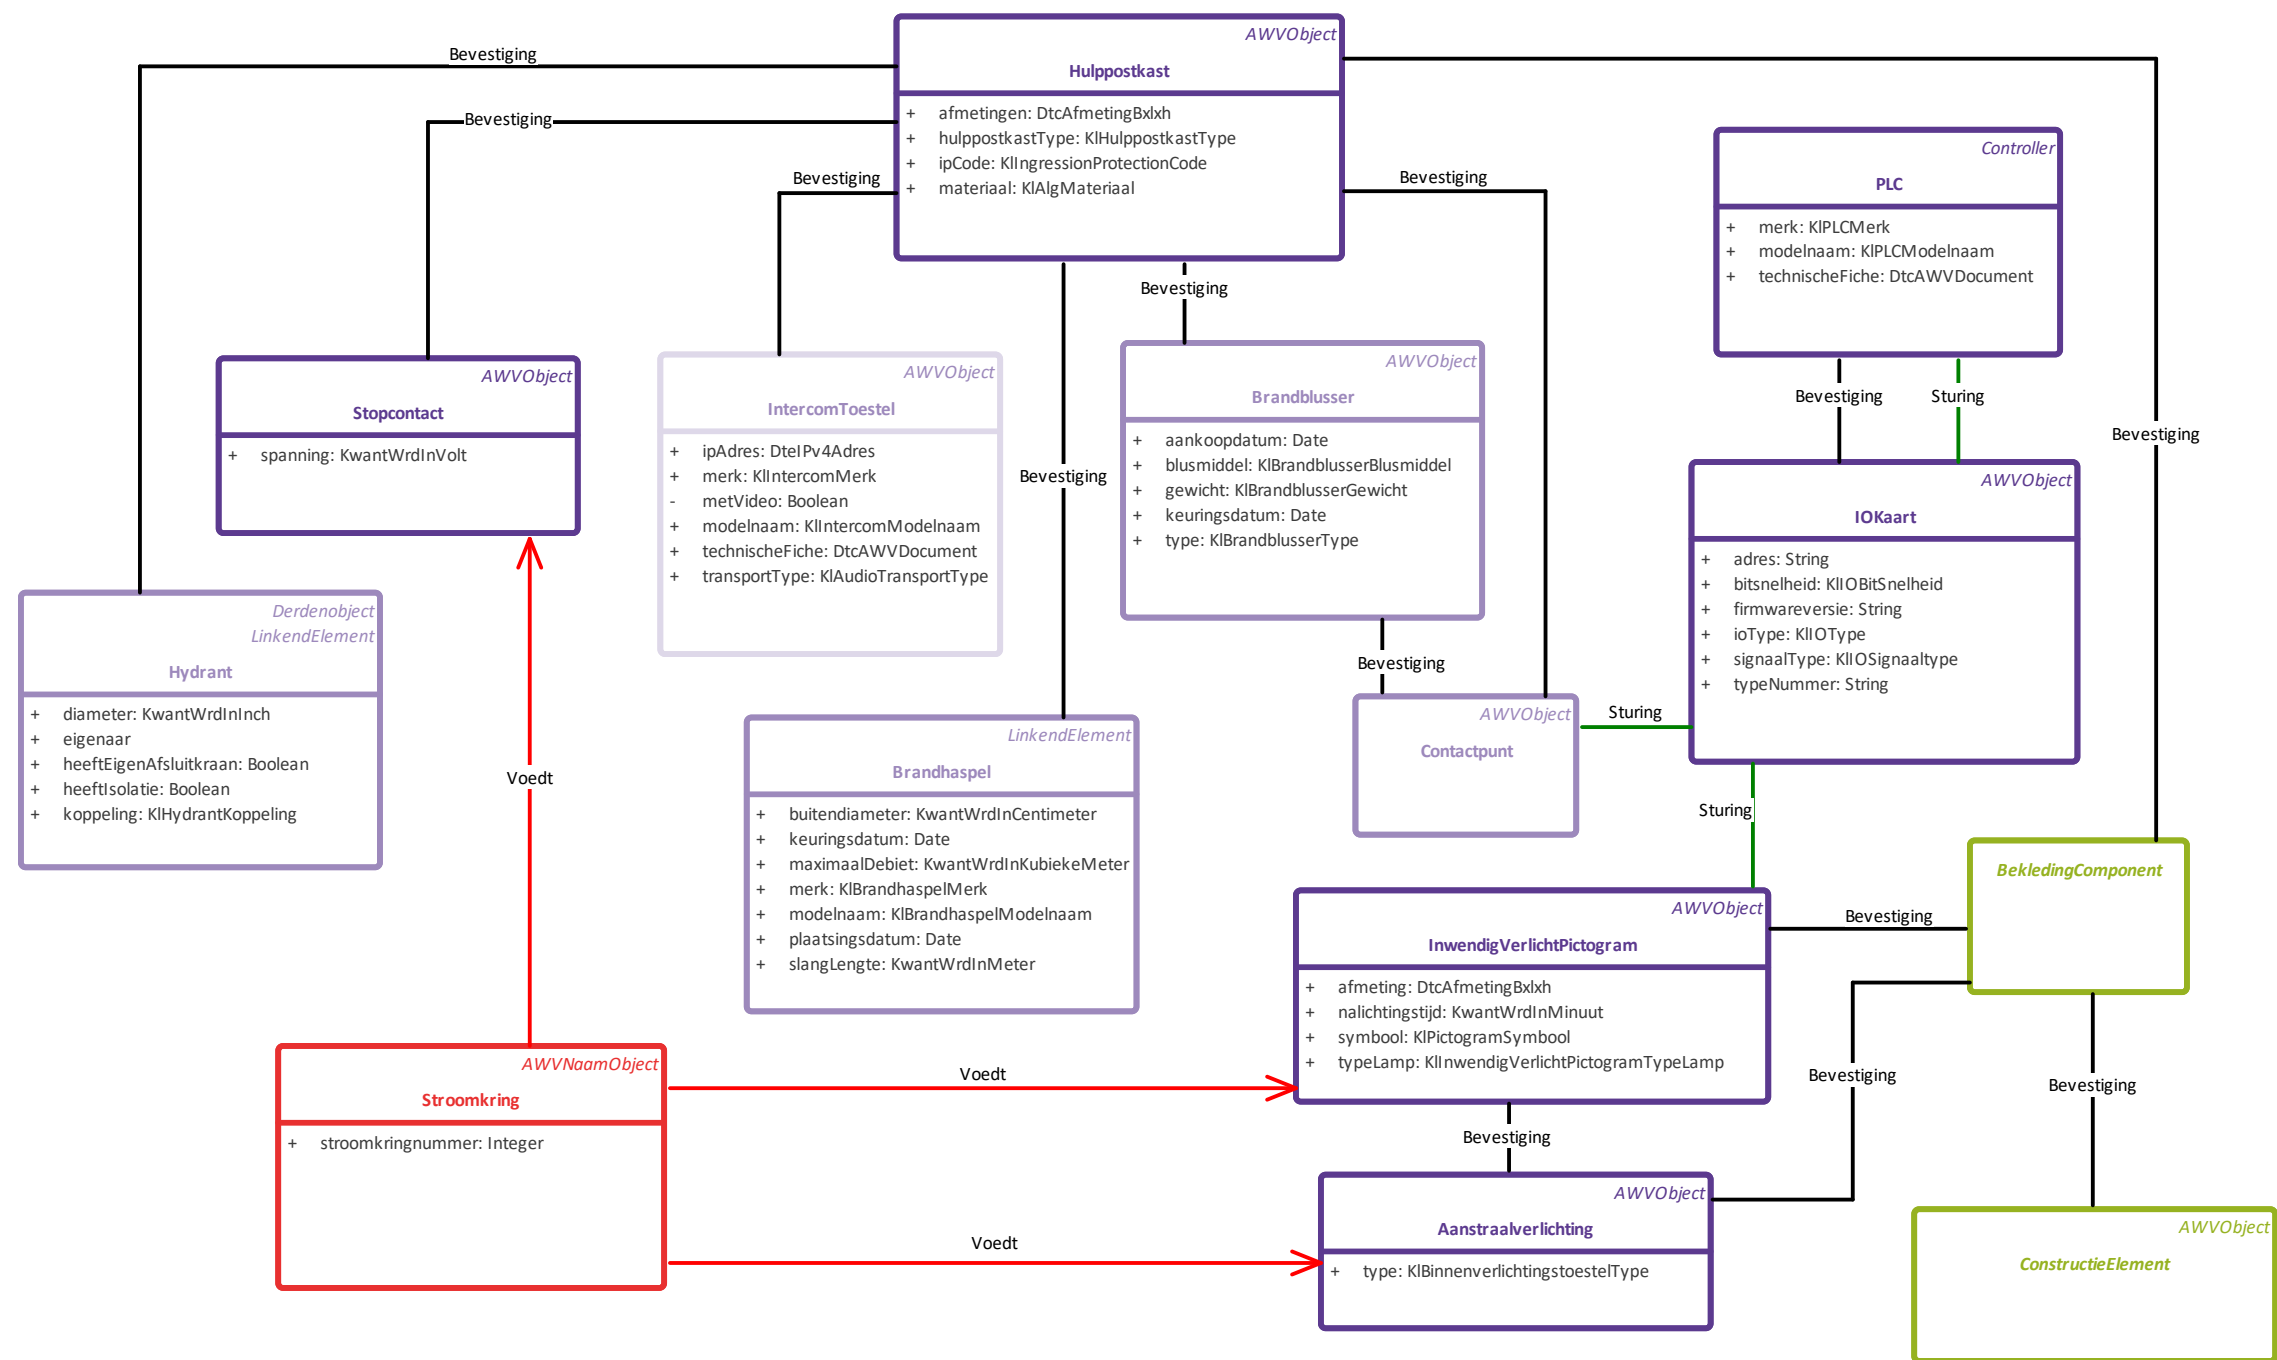 AWVObject
Hulppostkast
+ afmetingen: DtcAfmetingBxlxh
+ hulppostkastType: KlHulppostkastType
+ ipCode: KlIngressionProtectionCode
+ materiaal: KlAlgMateriaal
Bevestiging
Bevestiging
Bevestiging
Bevestiging
Bevestiging
Bevestiging
Bevestiging
Controller
PLC
+ merk: KlPLCMerk
+ modelnaam: KlPLCModelnaam
+ technischeFiche: DtcAWVDocument
Bevestiging
Sturing
AWVObject
Stopcontact
+ spanning: KwantWrdInVolt
AWVObject
IntercomToestel
+ ipAdres: DteIPv4Adres
+ merk: KlIntercomMerk
- metVideo: Boolean
+ modelnaam: KlIntercomModelnaam
+ technischeFiche: DtcAWVDocument
+ transportType: KlAudioTransportType
AWVObject
Brandblusser
+ aankoopdatum: Date
+ blusmiddel: KlBrandblusserBlusmiddel
+ gewicht: KlBrandblusserGewicht
+ keuringsdatum: Date
+ type: KlBrandblusserType
Bevestiging
AWVObject
IOKaart
+ adres: String
+ bitsnelheid: KlIOBitSnelheid
+ firmwareversie: String
+ ioType: KlIOType
+ signaalType: KlIOSignaaltype
+ typeNummer: String
Derdenobject
LinkendElement
Hydrant
+ diameter: KwantWrdInInch
+ eigenaar
+ heeftEigenAfsluitkraan: Boolean
+ heeftIsolatie: Boolean
+ koppeling: KlHydrantKoppeling
Voedt
LinkendElement
Brandhaspel
+ buitendiameter: KwantWrdInCentimeter
+ keuringsdatum: Date
+ maximaalDebiet: KwantWrdInKubiekeMeter
+ merk: KlBrandhaspelMerk
+ modelnaam: KlBrandhaspelModelnaam
+ plaatsingsdatum: Date
+ slangLengte: KwantWrdInMeter
AWVObject
Contactpunt
Sturing
Sturing
BekledingComponent
Bevestiging
AWVObject
InwendigVerlichtPictogram
+ afmeting: DtcAfmetingBxlxh
+ nalichtingstijd: KwantWrdInMinuut
+ symbool: KlPictogramSymbool
+ typeLamp: KlInwendigVerlichtPictogramTypeLamp
AWVNaamObject
Stroomkring
+ stroomkringnummer: Integer
Voedt
Bevestiging
Bevestiging
Bevestiging
Voedt
AWVObject
Aanstraalverlichting
+ type: KlBinnenverlichtingstoestelType
AWVObject
ConstructieElement